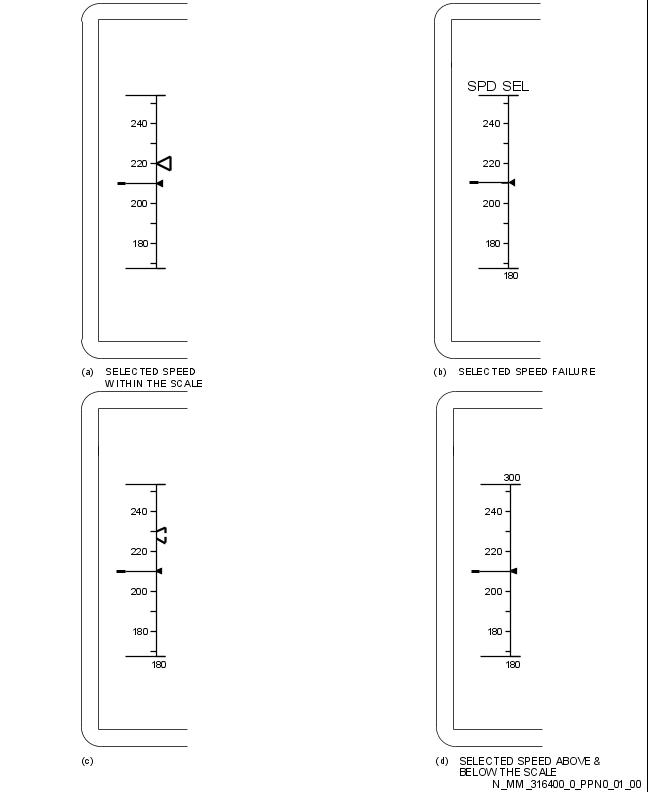 240
220
200
180
(a) SELECTED SPEED
WITHIN THE SCALE
SPD SEL
240
220
200
180
180
(b) SELECTED SPEED FAILURE
240
220
200
180
180
(c)
300
240
220
200
180
180
(d) SELECTED SPEED ABOVE &
BELOW THE SCALE
N_MM_316400_0_PPN0_01_00